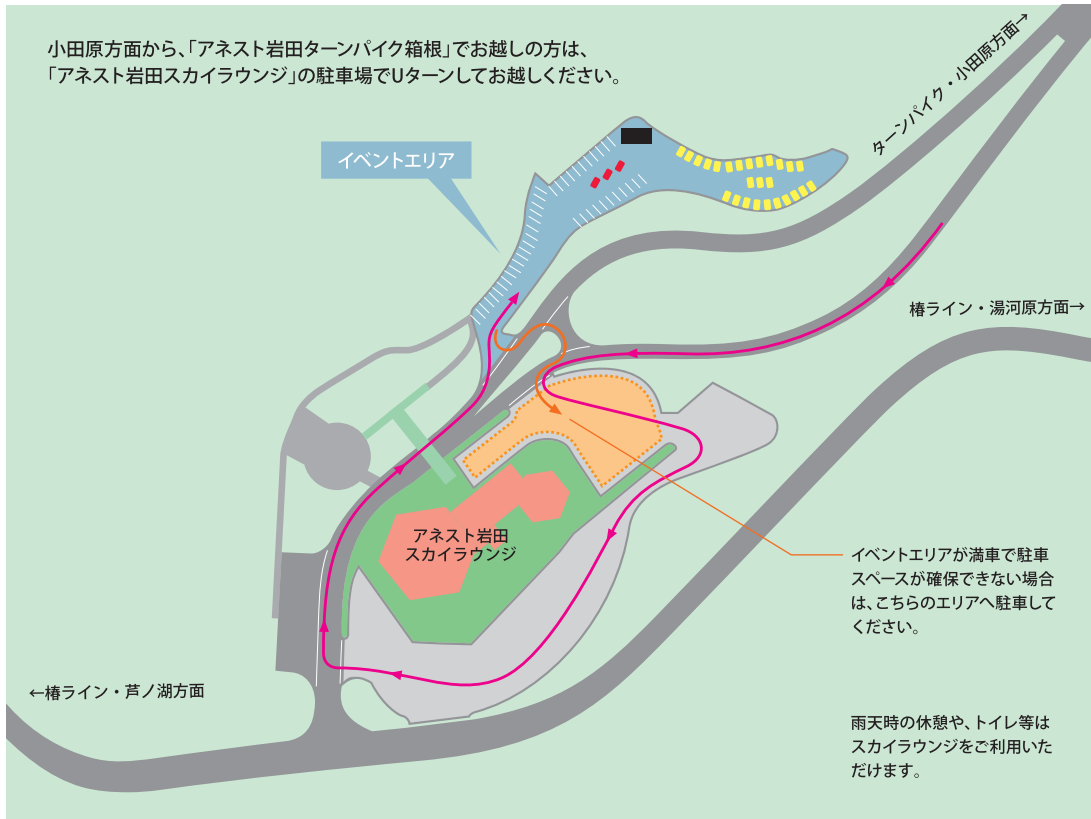 小田原方面から、「アネスト岩田ターンパイク箱根」でお越しの方は、
「アネスト岩田スカイラウンジ」の駐車場でUターンしてお越しください。
ターンパイク・小田原方面→
イベントエリア
椿ライン・湯河原方面→
アネスト岩田
スカイラウンジ
イベントエリアが満車で駐車
スペースが確保できない場合
は、こちらのエリアへ駐車して
ください。
←椿ライン・芦ノ湖方面
雨天時の休憩や、トイレ等は
スカイラウンジをご利用いた
だけます。